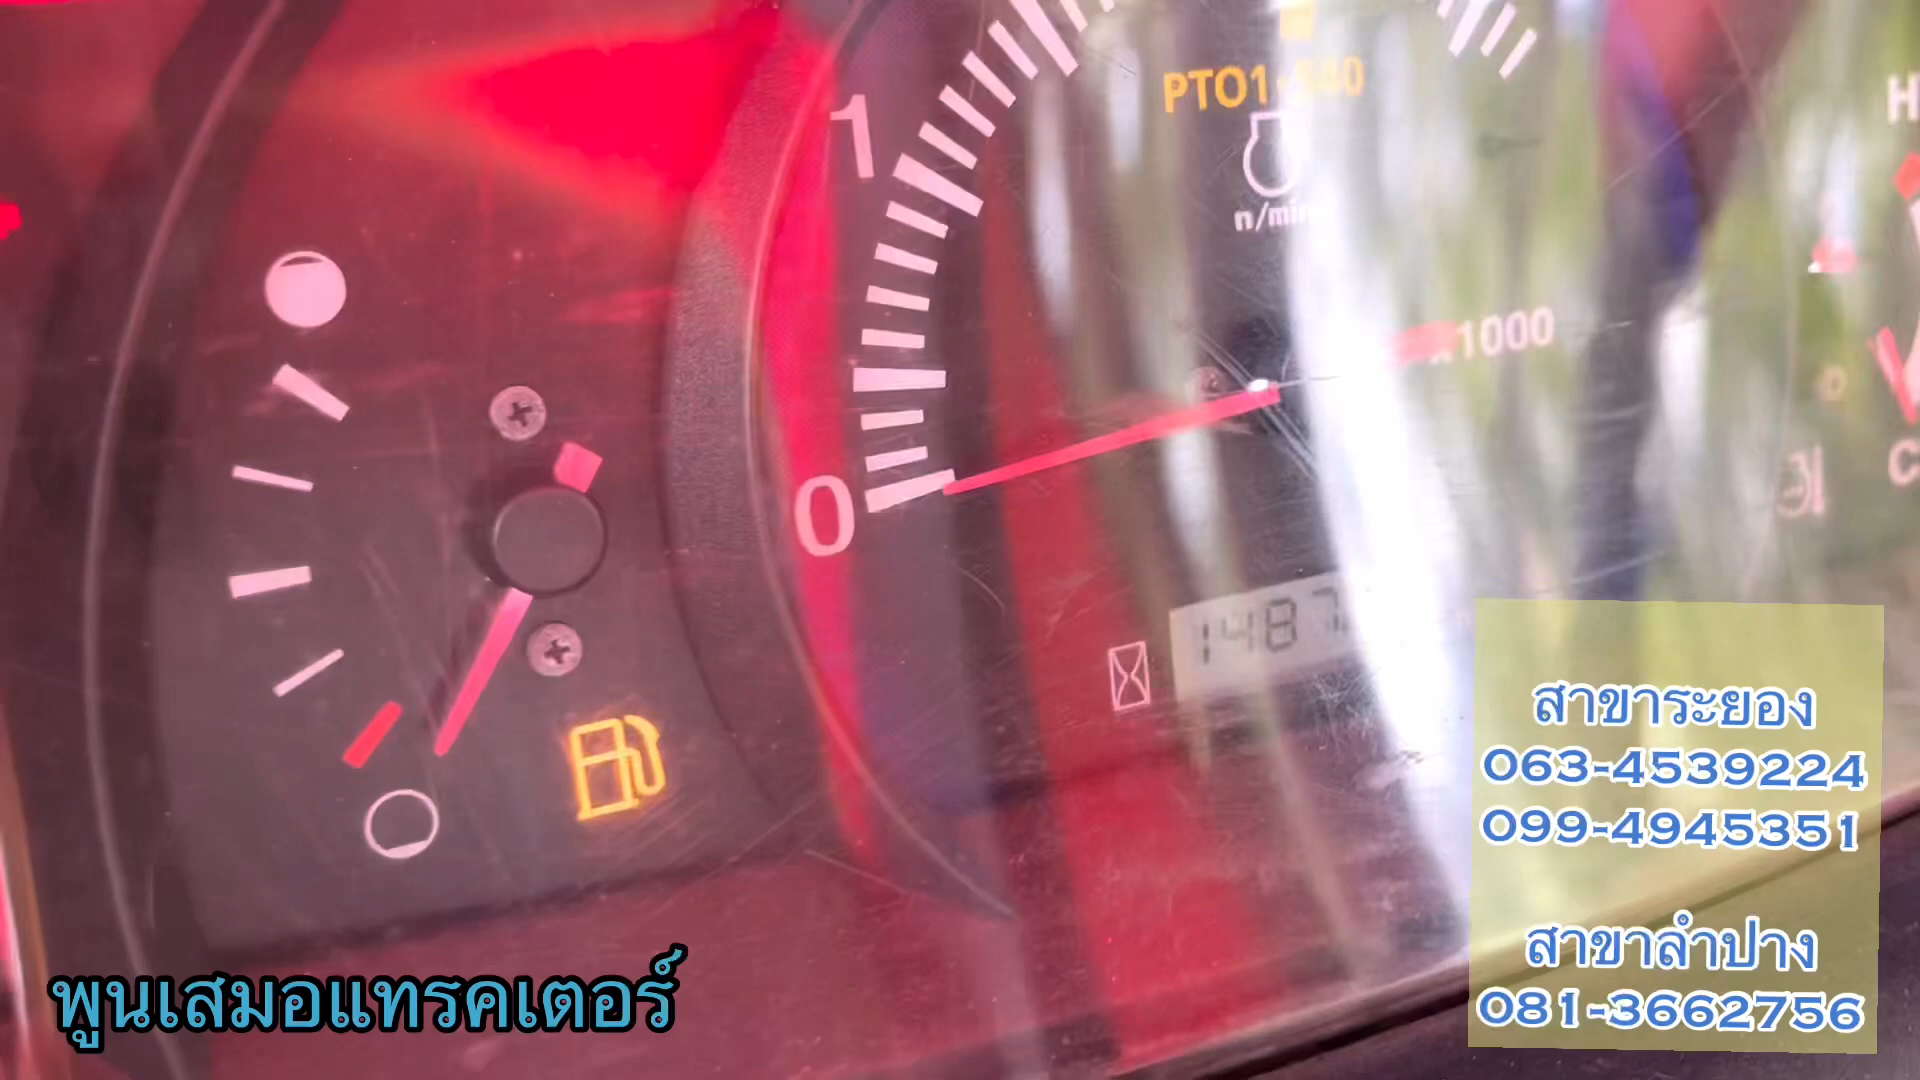 1
PTO1-540
n/min
H
x1000
0
C
1487
สาขาระยอง
063-4539224
099-4945351
สาขาลำปาง
081-3662756
พูนเสมอแทรคเตอร์